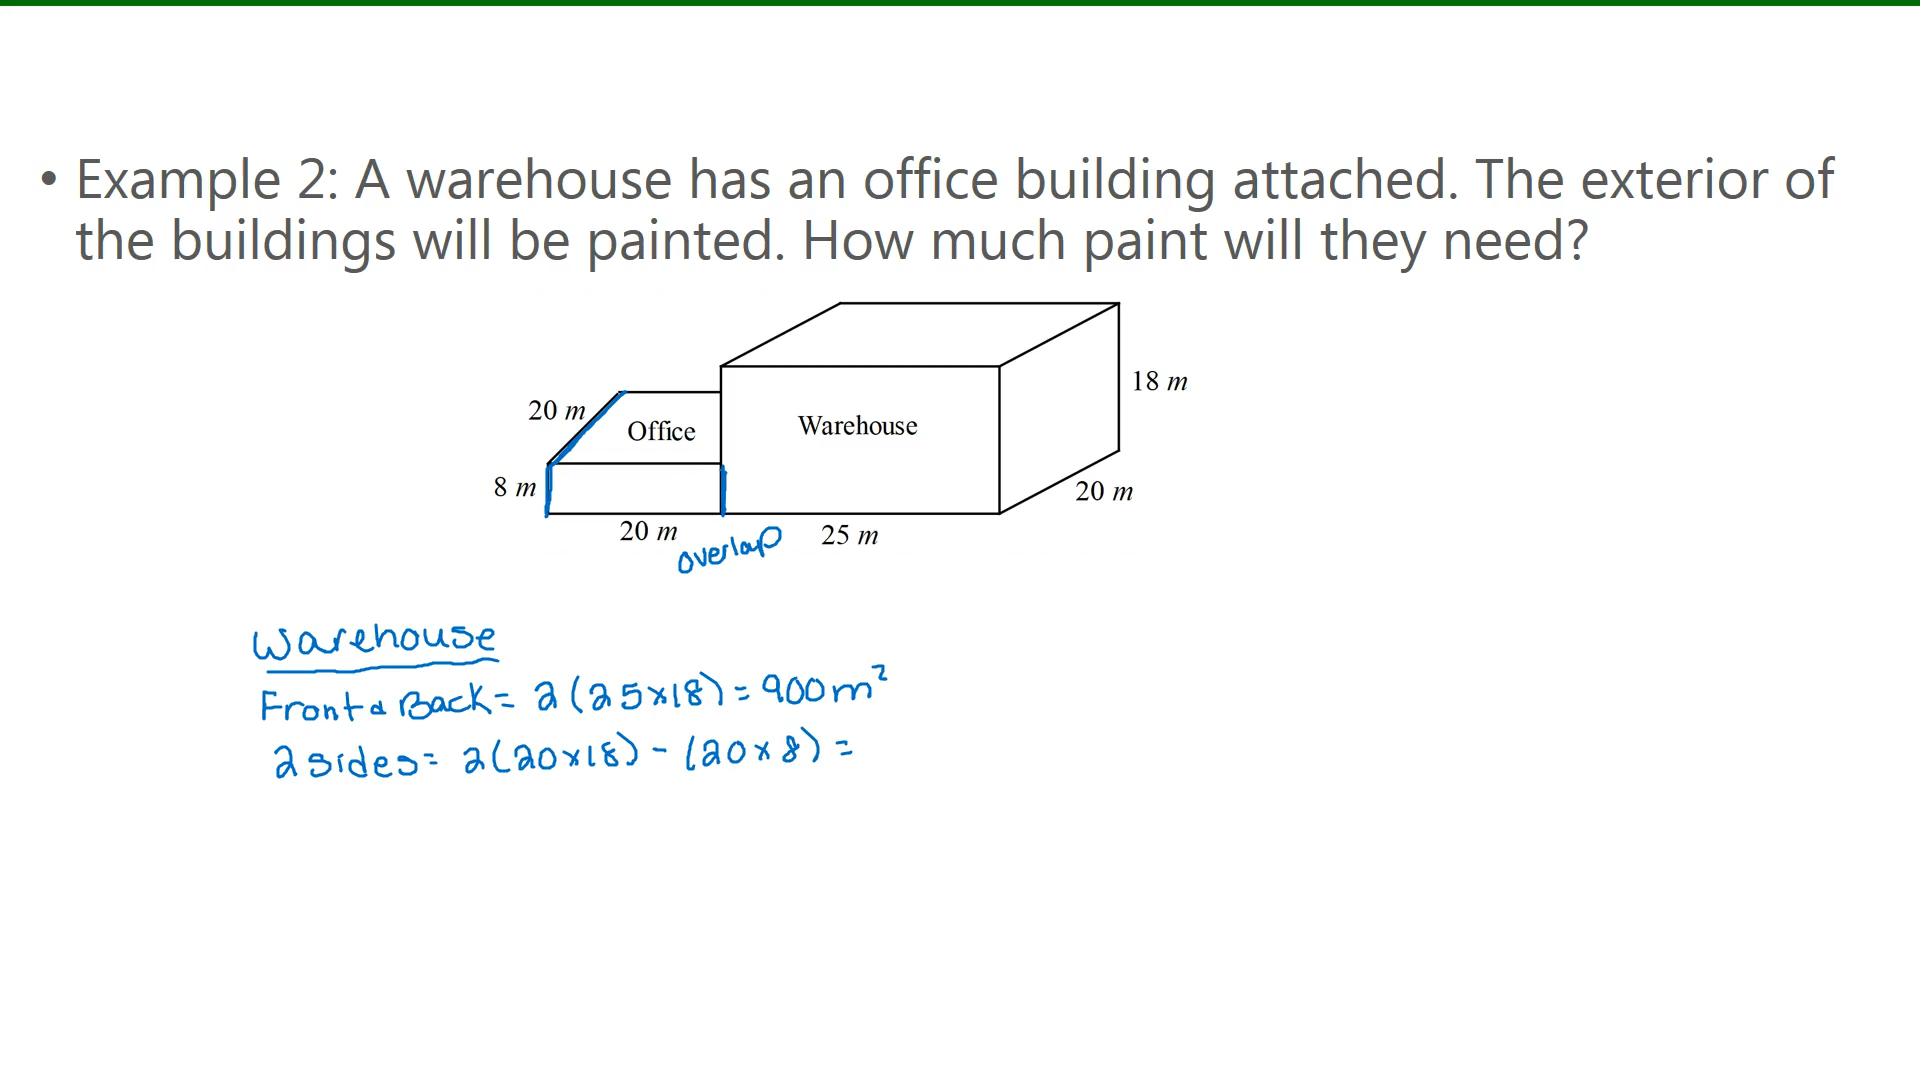 • Example 2: A warehouse has an office building attached. The exterior of
the buildings will be painted. How much paint will they need?
18 m
20 m
Office
Warehouse
8 m
20 m
20 m
25 m
overlap
Warehouse
Front & Back = 2(25×18) = 900m²
2 sides = 2(20×18) - (20×8) =